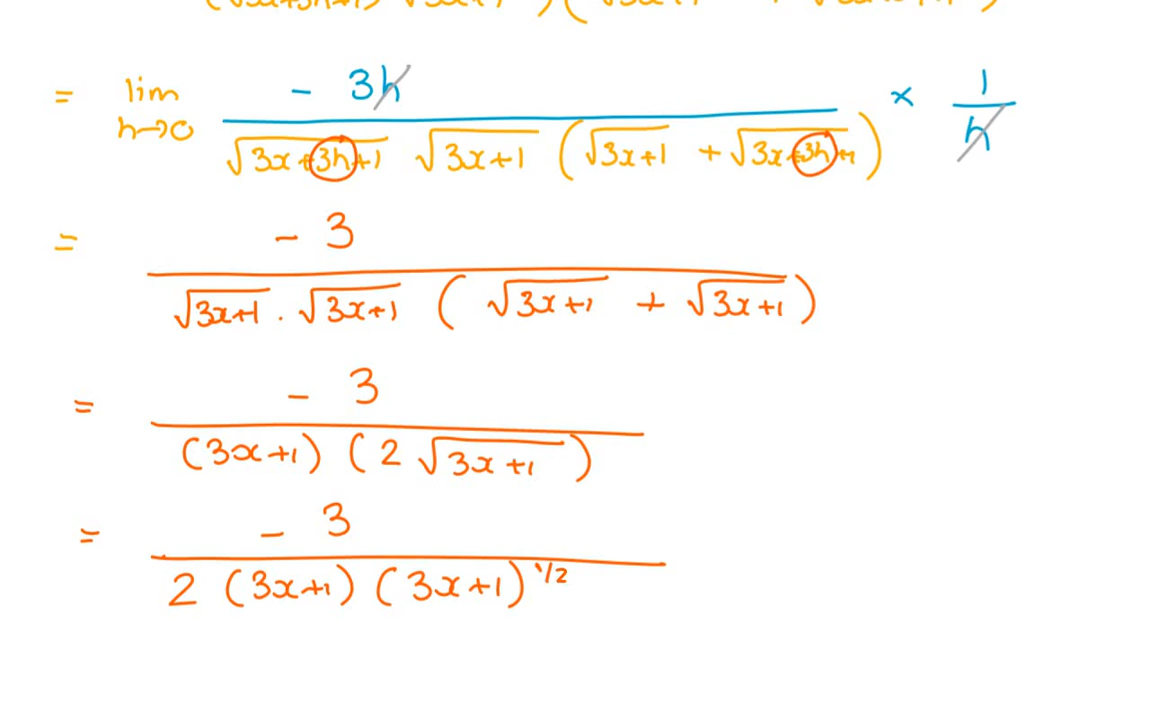 = lim h→0 - 3h / √3x+3h+1 √3x+1 ( √3x+1 + √3x+3h+1 ) × 1/h
= - 3 / √3x+1 . √3x+1 ( √3x+1 + √3x+1 )
= - 3 / (3x+1) ( 2 √3x+1 )
= - 3 / 2 (3x+1) (3x+1)^1/2